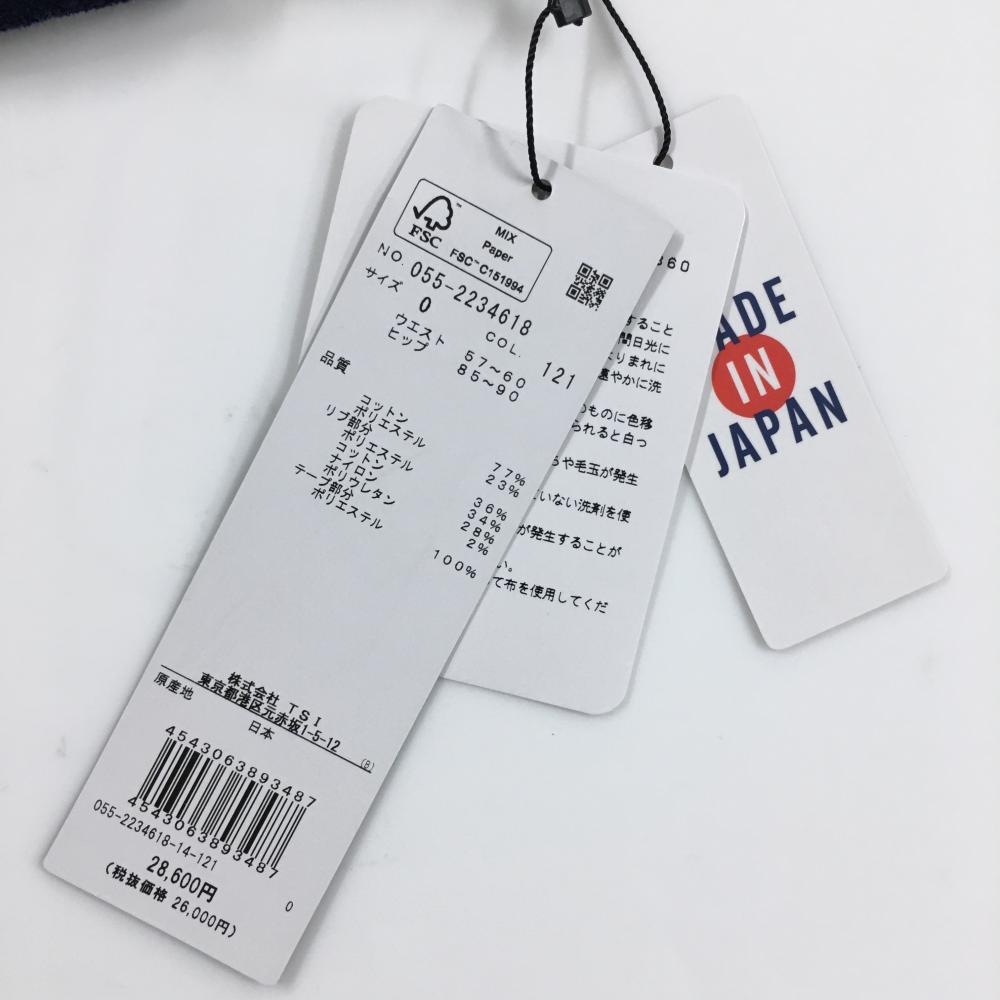 MIX
Paper
FSC™ C151994
FSC™
NO. 055-2234618
サイズ 0 COL. 121
ウエスト 57～60
ヒップ 85～90
品質
コットン 77%
ポリエステル 23%
リブ部分
ポリエステル 36%
コットン 34%
ナイロン 28%
ポリウレタン 2%
テープ部分
ポリエステル 100%
株式会社 TSI
東京都港区元赤坂1-5-12
(B)
原産地 日本
4543063893487
4543063893487
055-2234618-14-121
28,600円
(税抜価格 26,000円)
0
360
すること
間日光に
よりまれに
穏やかに洗
のものに色移
られると白っ
や毛玉が発生
いない洗剤を使
が発生することが
い。
て布を使用してくだ
ADE
IN
JAPAN